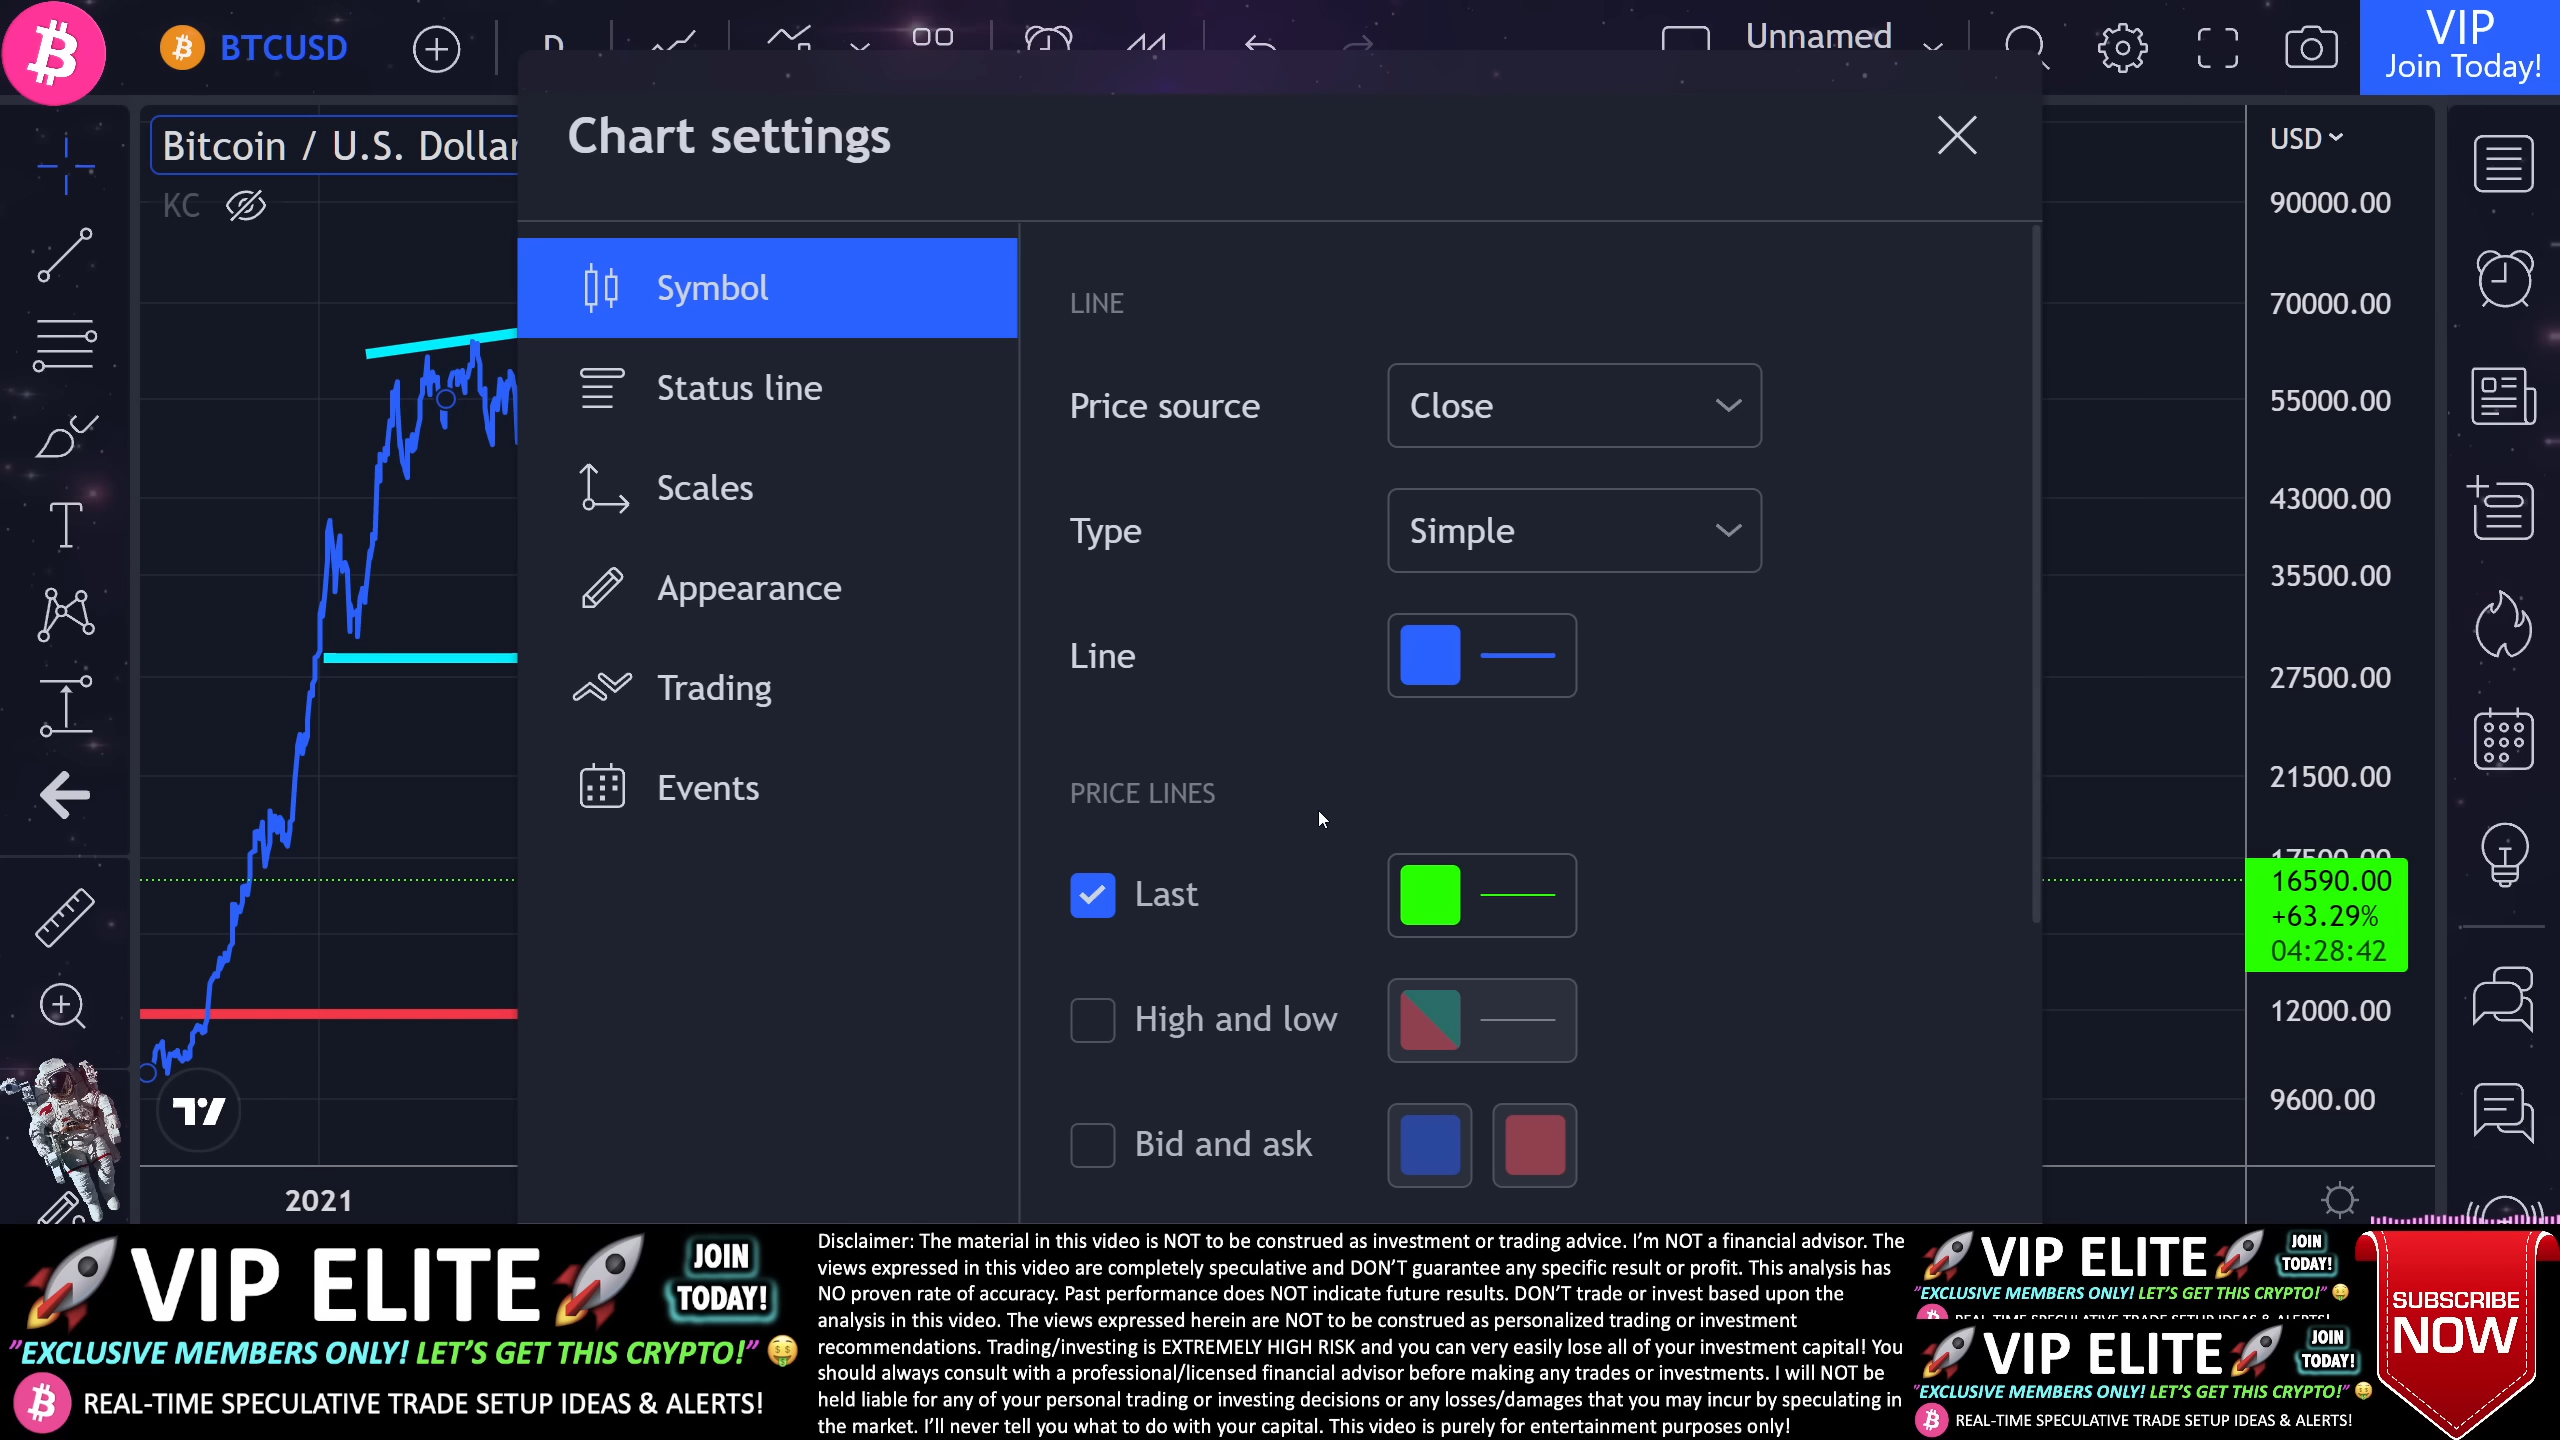 BTCUSD
D
Unnamed
VIP
Join Today!
Bitcoin / U.S. Dollar
KC
Chart settings
Symbol
Status line
Scales
Appearance
Trading
Events
LINE
Price source
Close
Type
Simple
Line
PRICE LINES
Last
High and low
Bid and ask
USD
90000.00
70000.00
55000.00
43000.00
35500.00
27500.00
21500.00
17500.00
16590.00
+63.29%
04:28:42
12000.00
9600.00
2021
VIP ELITE
JOIN
TODAY!
"EXCLUSIVE MEMBERS ONLY! LET'S GET THIS CRYPTO!"
REAL-TIME SPECULATIVE TRADE SETUP IDEAS & ALERTS!
Disclaimer: The material in this video is NOT to be construed as investment or trading advice. I'm NOT a financial advisor. The
views expressed in this video are completely speculative and DON'T guarantee any specific result or profit. This analysis has
NO proven rate of accuracy. Past performance does NOT indicate future results. DON'T trade or invest based upon the
analysis in this video. The views expressed herein are NOT to be construed as personalized trading or investment
recommendations. Trading/investing is EXTREMELY HIGH RISK and you can very easily lose all of your investment capital! You
should always consult with a professional/licensed financial advisor before making any trades or investments. I will NOT be
held liable for any of your personal trading or investing decisions or any losses/damages that you may incur by speculating in
the market. I'll never tell you what to do with your capital. This video is purely for entertainment purposes only!
VIP ELITE
JOIN
TODAY!
"EXCLUSIVE MEMBERS ONLY! LET'S GET THIS CRYPTO!"
REAL-TIME SPECULATIVE TRADE SETUP IDEAS & ALERTS!
VIP ELITE
JOIN
TODAY!
"EXCLUSIVE MEMBERS ONLY! LET'S GET THIS CRYPTO!"
REAL-TIME SPECULATIVE TRADE SETUP IDEAS & ALERTS!
SUBSCRIBE
NOW